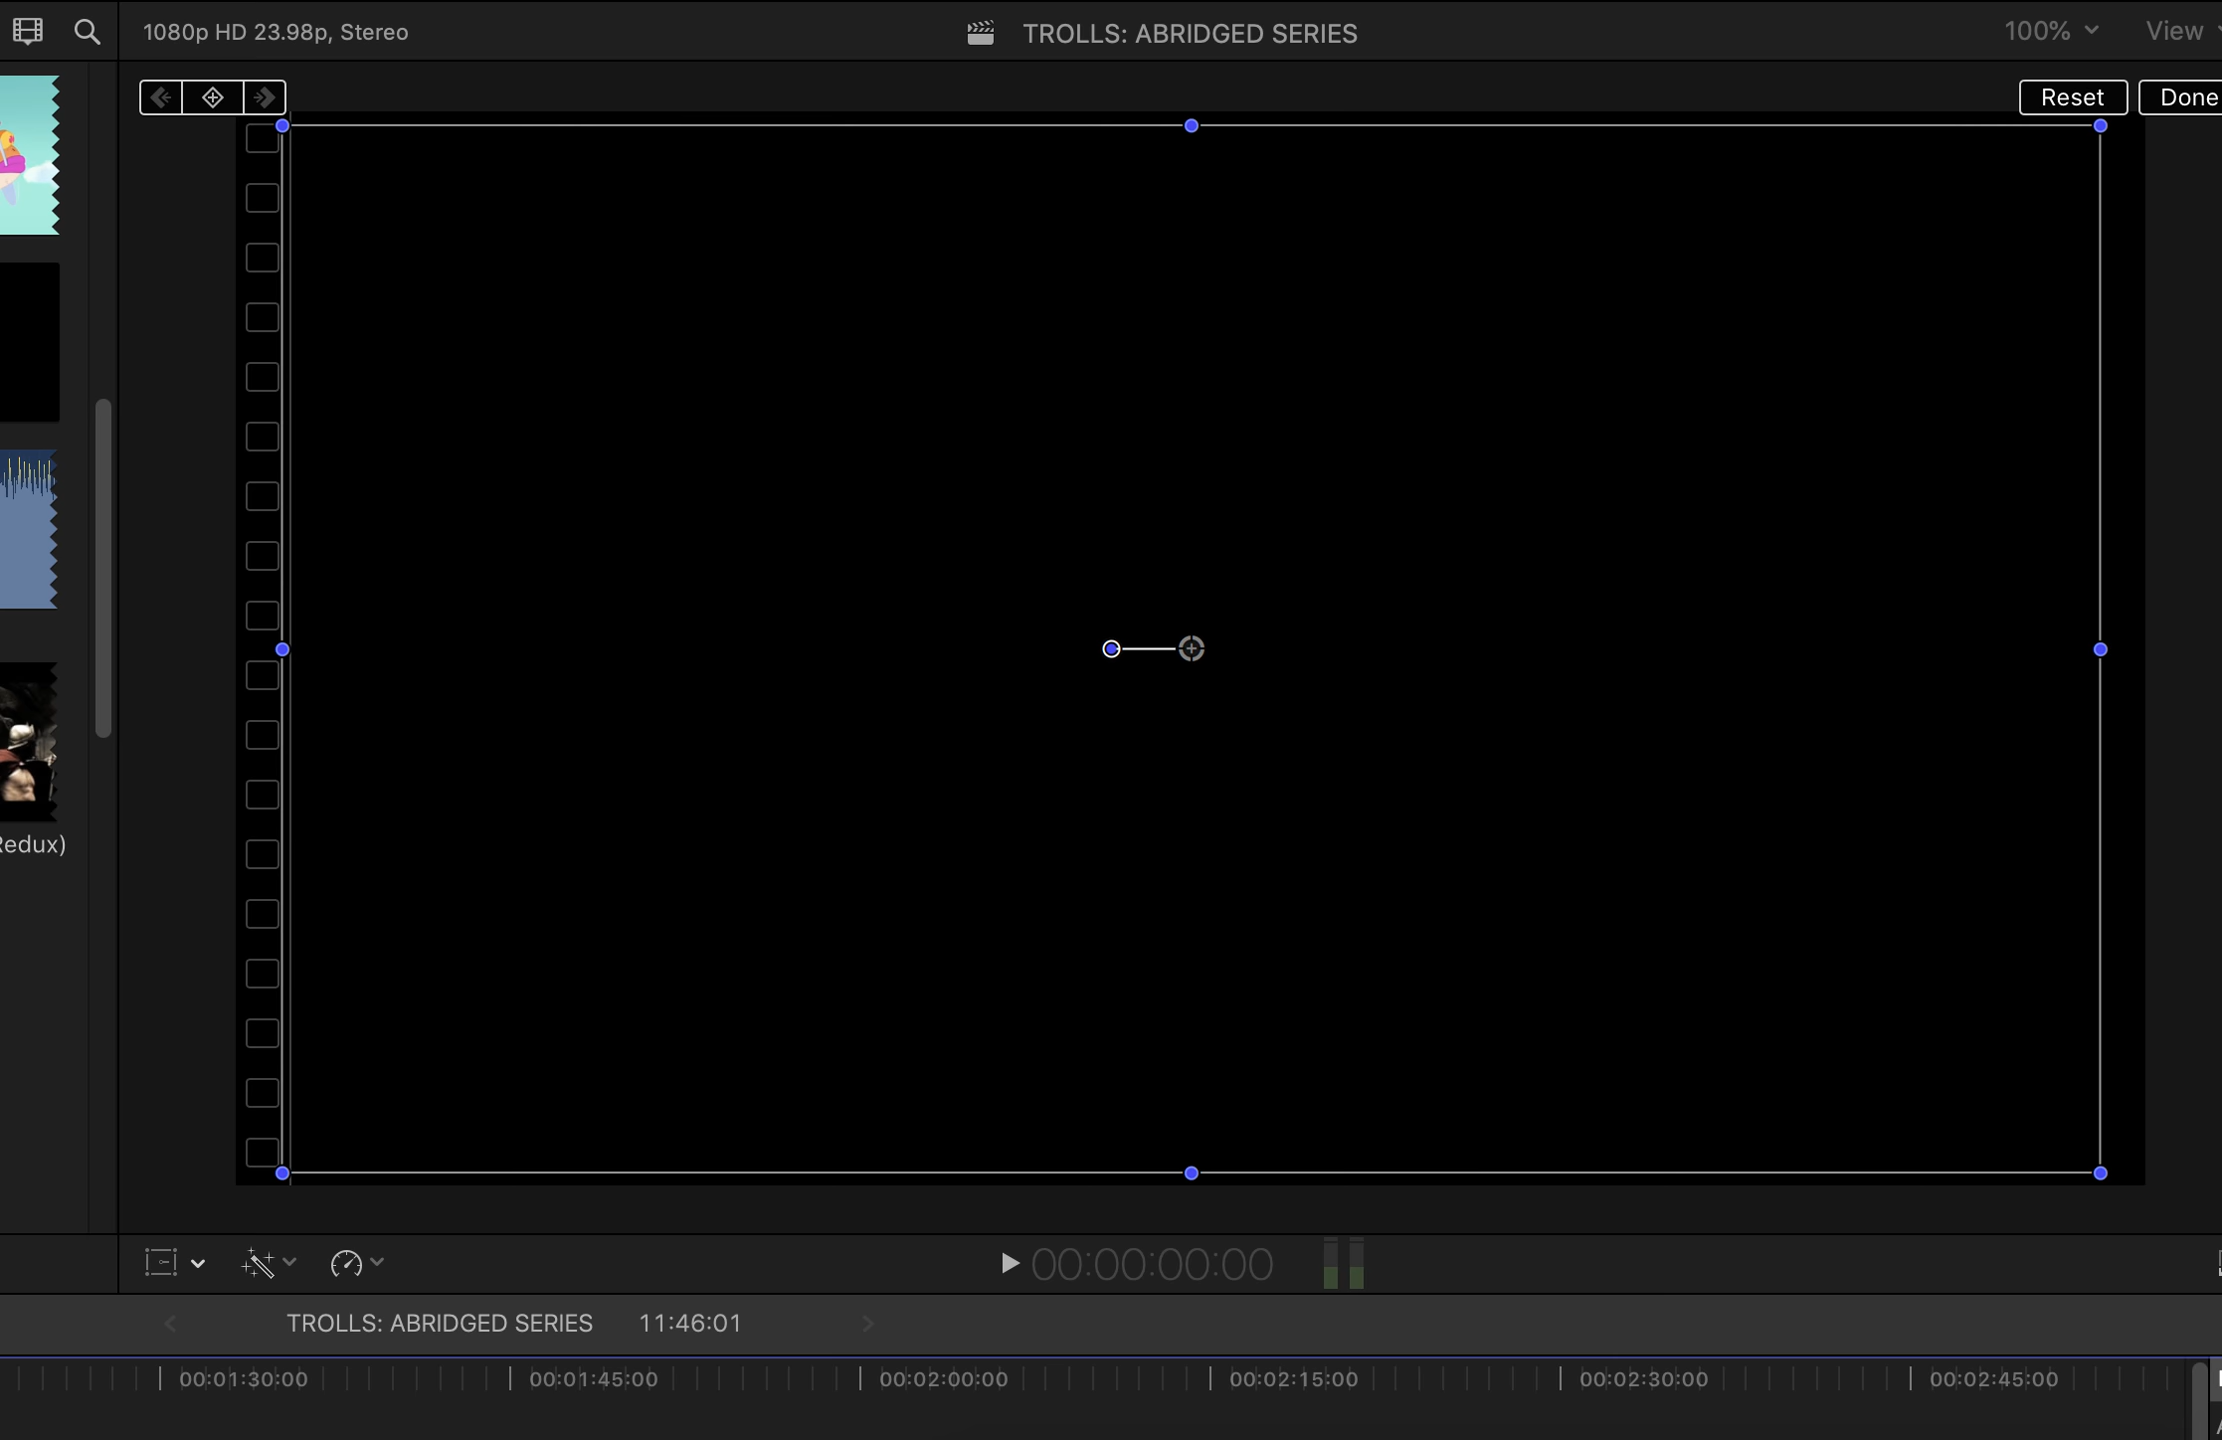 1080p HD 23.98p, Stereo
TROLLS: ABRIDGED SERIES
100%
View
Reset
Done
Redux)
00:00:00:00
TROLLS: ABRIDGED SERIES
11:46:01
00:01:30:00
00:01:45:00
00:02:00:00
00:02:15:00
00:02:30:00
00:02:45:00